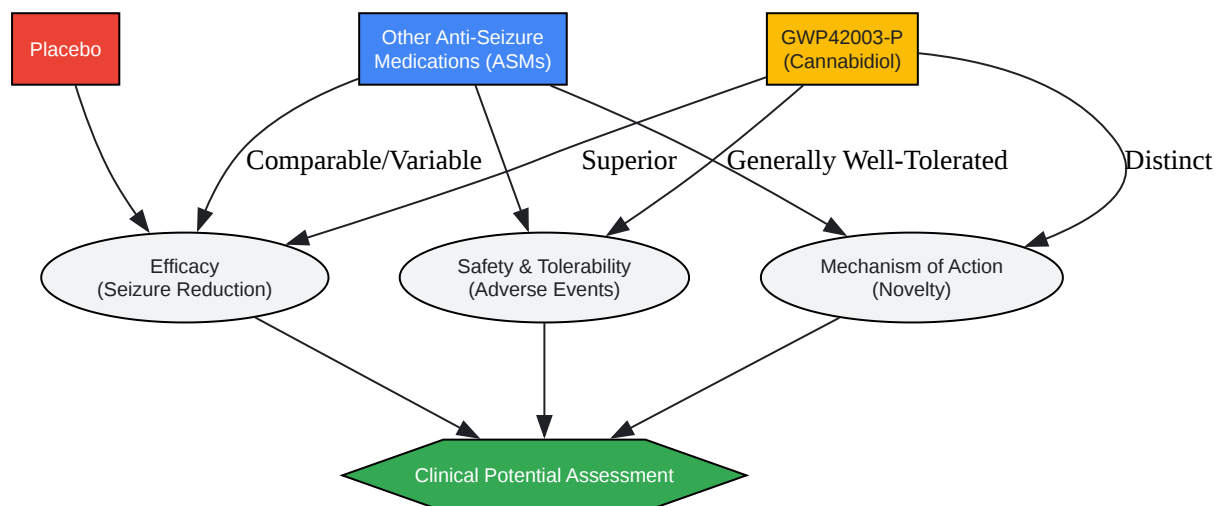 Placebo
Other Anti-Seizure
Medications (ASMs)
GWP42003-P
(Cannabidiol)
Comparable/Variable
Superior
Generally Well-Tolerated
Distinct
Efficacy
(Seizure Reduction)
Safety & Tolerability
(Adverse Events)
Mechanism of Action
(Novelty)
Clinical Potential Assessment